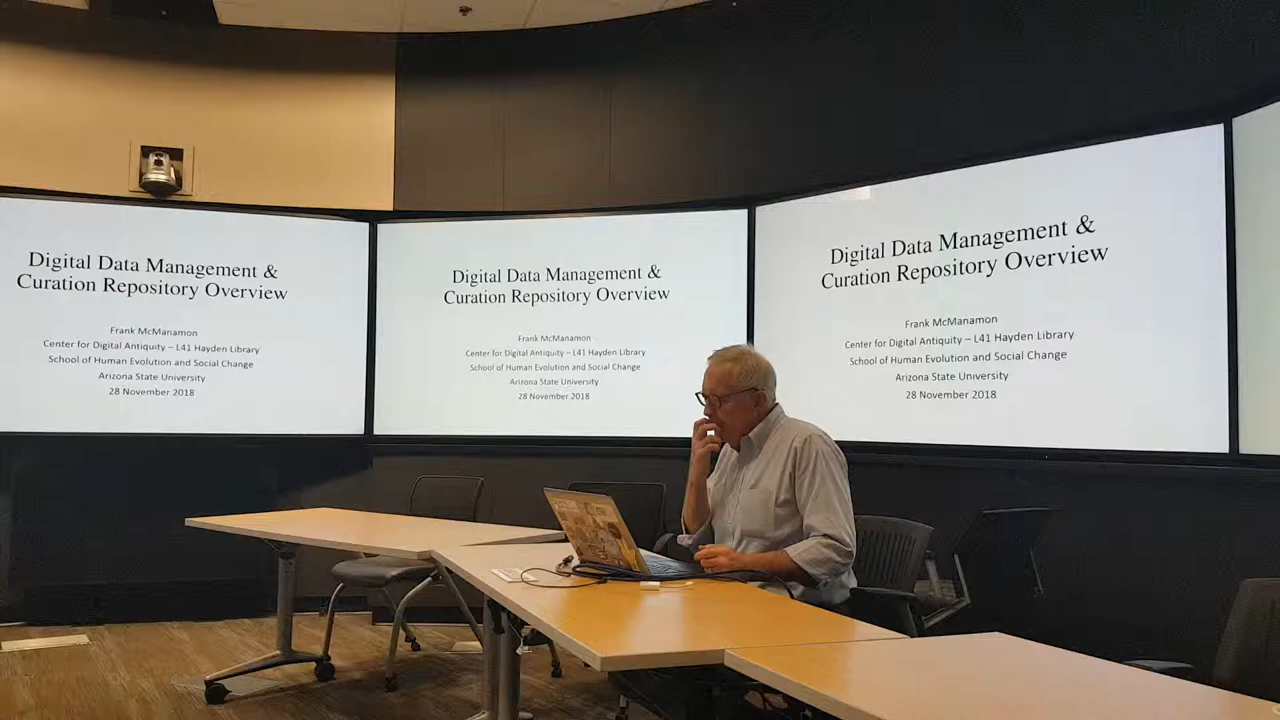 Digital Data Management &
Curation Repository Overview
Frank McManamon
Center for Digital Antiquity – L41 Hayden Library
School of Human Evolution and Social Change
Arizona State University
28 November 2018
Digital Data Management &
Curation Repository Overview
Frank McManamon
Center for Digital Antiquity – L41 Hayden Library
School of Human Evolution and Social Change
Arizona State University
28 November 2018
Digital Data Management &
Curation Repository Overview
Frank McManamon
Center for Digital Antiquity – L41 Hayden Library
School of Human Evolution and Social Change
Arizona State University
28 November 2018